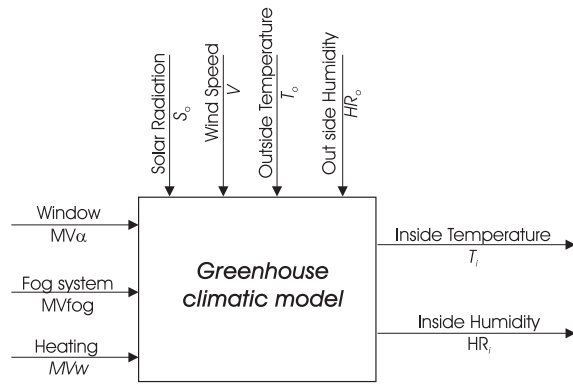 Solar Radiation
S_o
Wind Speed
V
Outside Temperature
T_o
Out side Humidity
HR_o
Window
MVα
Fog system
MVfog
Heating
MVw
Greenhouse
climatic model
Inside Temperature
T_i
Inside Humidity
HR_i